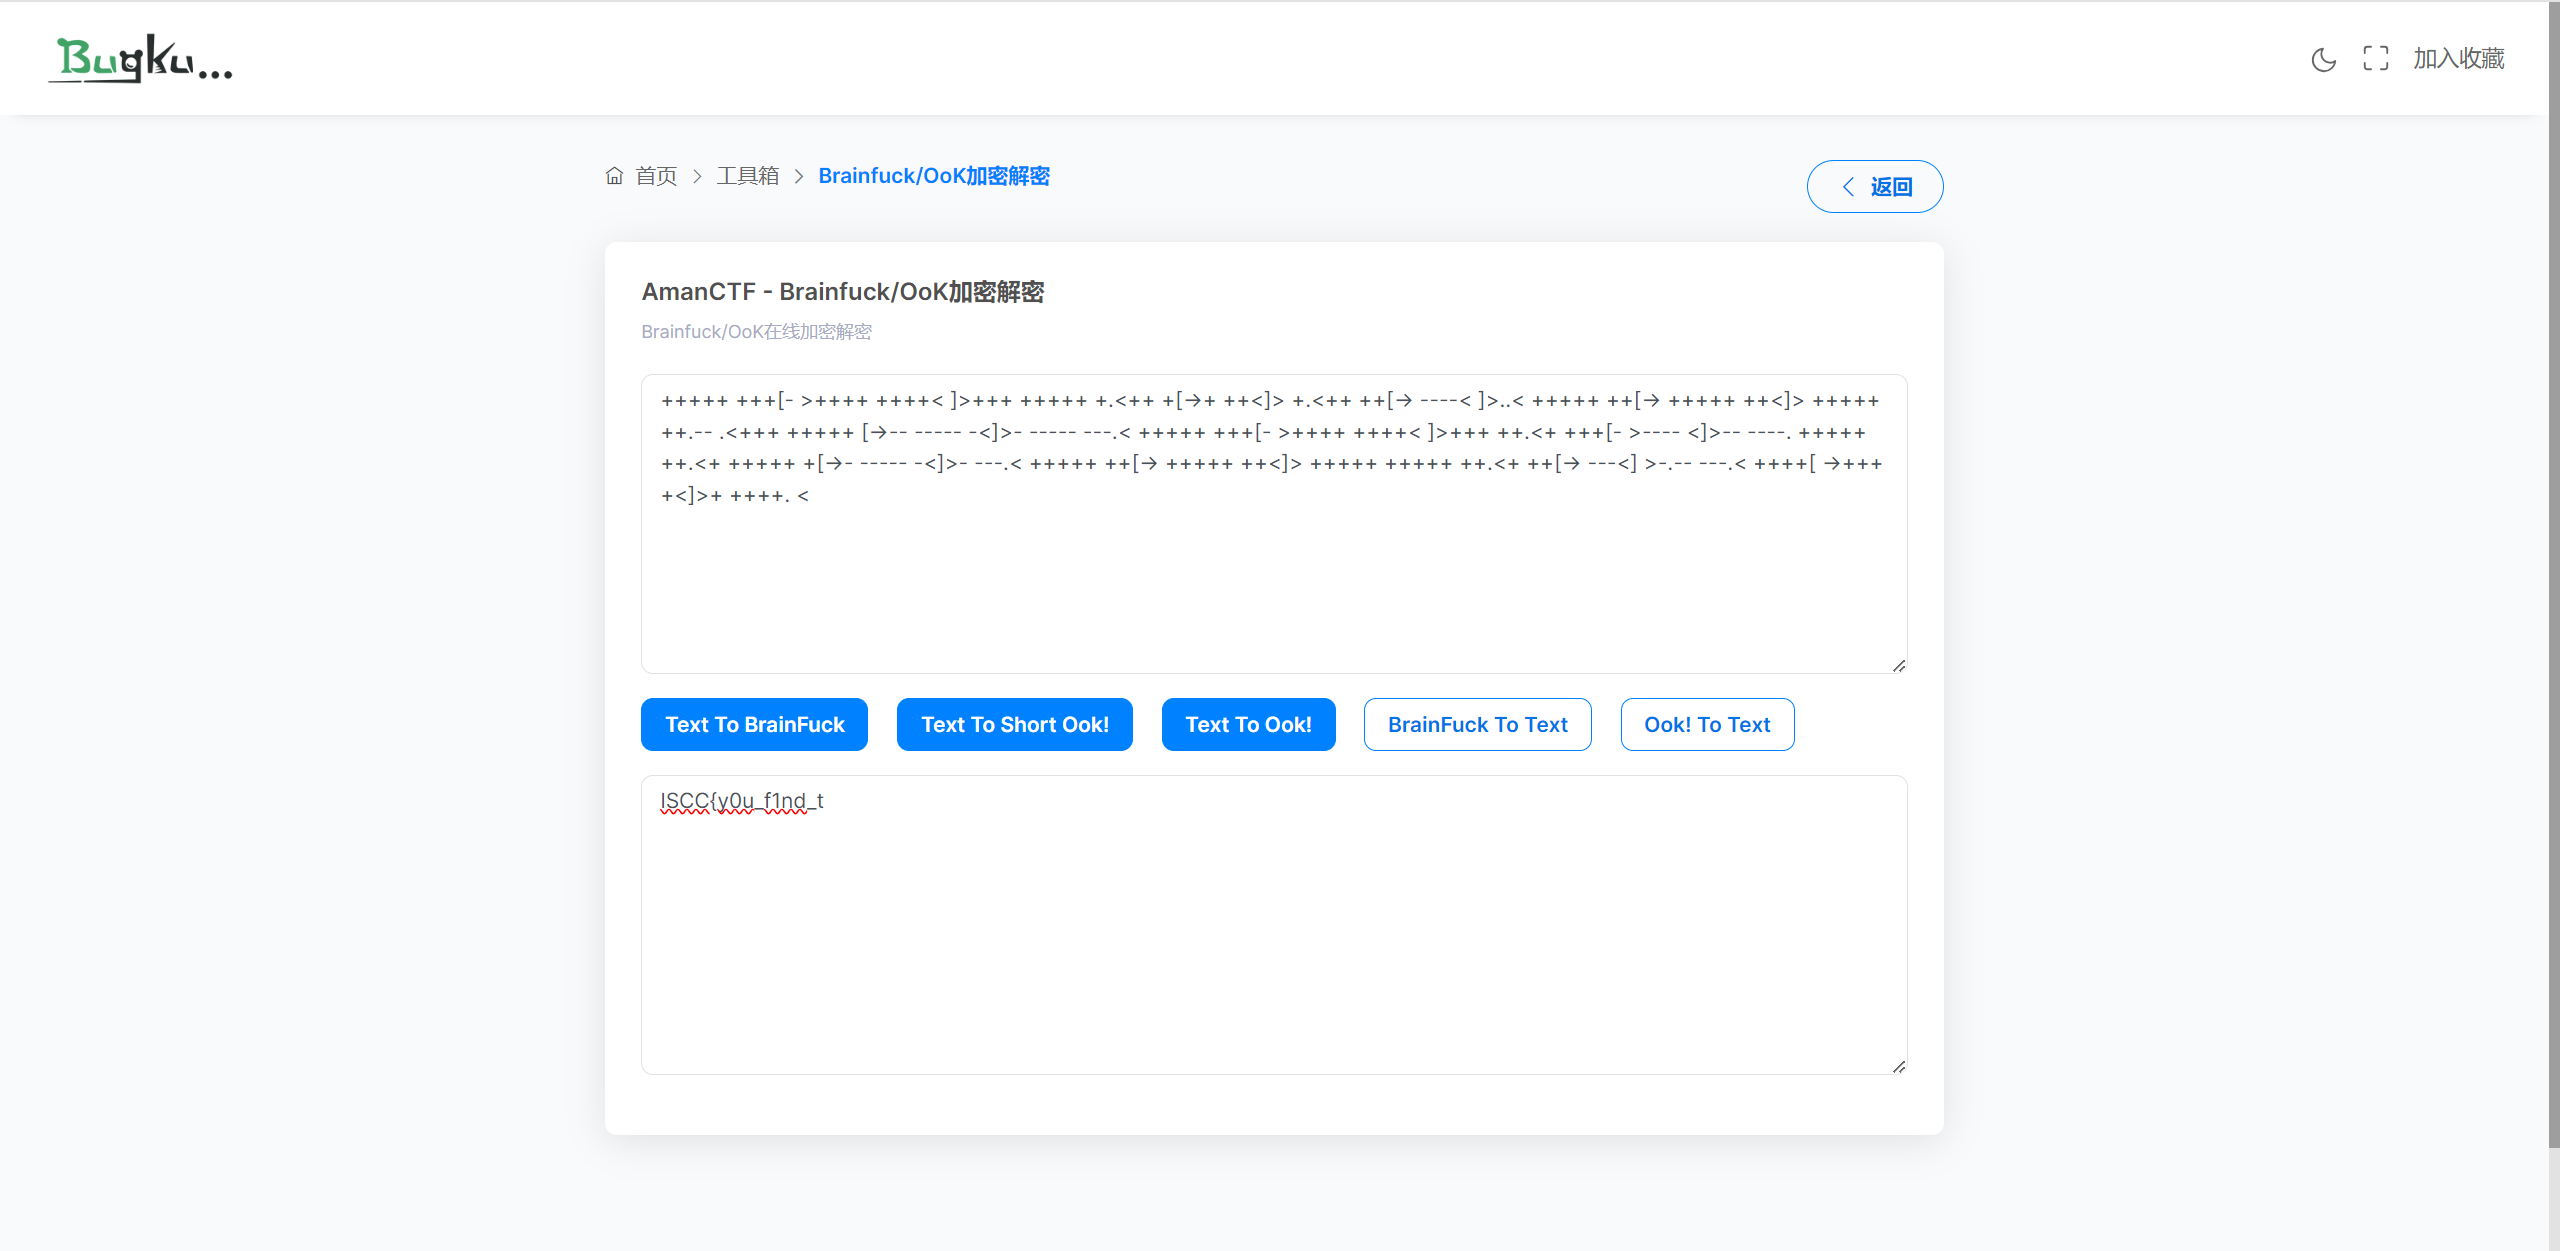 Bugku...
加入收藏
首页 > 工具箱 > Brainfuck/OoK加密解密
返回
AmanCTF - Brainfuck/OoK加密解密
Brainfuck/OoK在线加密解密
+++++ +++[- >++++ ++++< ]>+++ +++++ +.<++ +[->+ ++<]> +.<++ ++[-> ----< ]>..< +++++ ++[-> +++++ ++<]> +++++
++.-- .<+++ +++++ [->-- ----- -<]>- ----- ---.< +++++ +++[- >++++ ++++< ]>+++ ++.<+ +++[- >---- <]>-- ----. +++++
++.<+ +++++ +[->- ----- -<]>- ---.< +++++ ++[-> +++++ ++<]> +++++ +++++ ++.<+ ++[-> ---<] >-.-- ---.< ++++[ ->+++
+<]>+ ++++. <
Text To BrainFuck Text To Short Ook! Text To Ook! BrainFuck To Text Ook! To Text
ISCC{y0u_f1nd_t